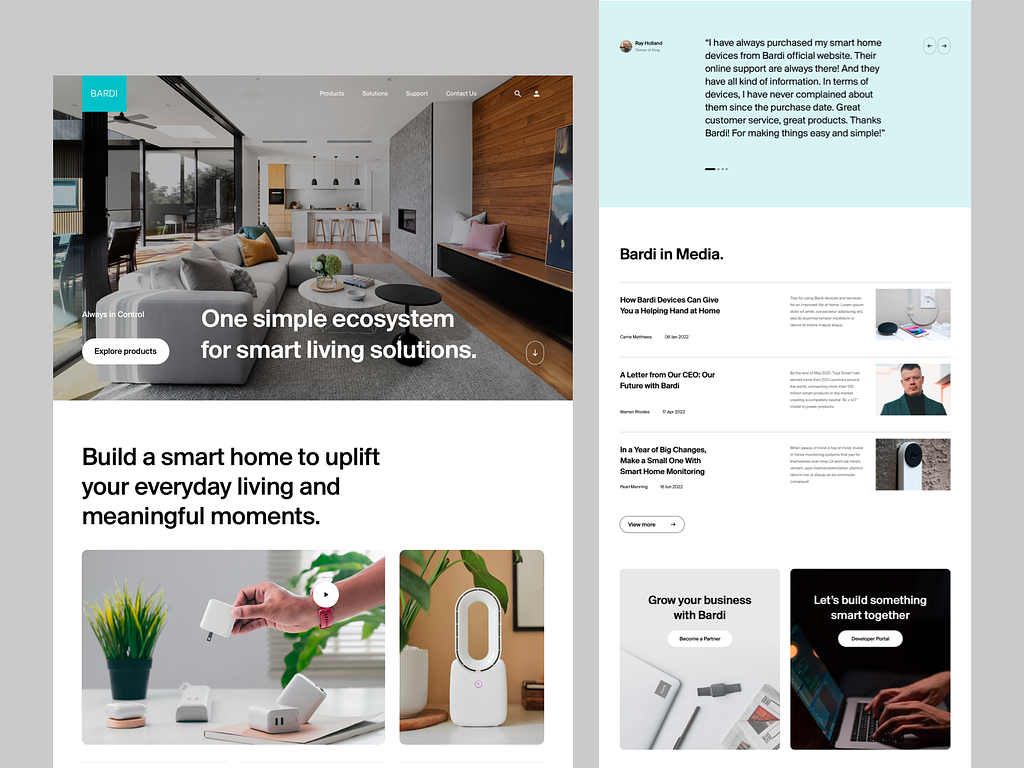 BARDI
Products
Solutions
Support
Contact Us
Always in Control
Explore products
One simple ecosystem
for smart living solutions.
Build a smart home to uplift
your everyday living and
meaningful moments.
Ray Holland
Owner of King
“I have always purchased my smart home
devices from Bardi official website. Their
online support are always there! And they
have all kind of information. In terms of
devices, I have never complained about
them since the purchase date. Great
customer service, great products. Thanks
Bardi! For making things easy and simple!”
Bardi in Media.
How Bardi Devices Can Give
You a Helping Hand at Home
Carrie Matthews
06 Jan 2022
Tips for using Bardi devices and services
for an improved life at home. Lorem ipsum
dolor sit amet, consectetur adipiscing elit,
sed do eiusmod tempor incididunt ut
labore et dolore magna aliqua.
A Letter from Our CEO: Our
Future with Bardi
Warren Rhodes
17 Apr 2022
By the end of May 2021, Tuya Smart had
served more than 220 countries around
the world, connecting more than 100
million smart products in the market,
creating a completely neutral "AI + IoT"
model to power products.
In a Year of Big Changes,
Make a Small One With
Smart Home Monitoring
Pearl Manning
16 Jun 2022
When peace of mind is top of mind, invest
in home monitoring systems that pay for
themselves over time. Ut enim ad minim
veniam, quis nostrud exercitation ullamco
laboris nisi ut aliquip ex ea commodo
consequat.
View more
Grow your business
with Bardi
Become a Partner
Let’s build something
smart together
Developer Portal